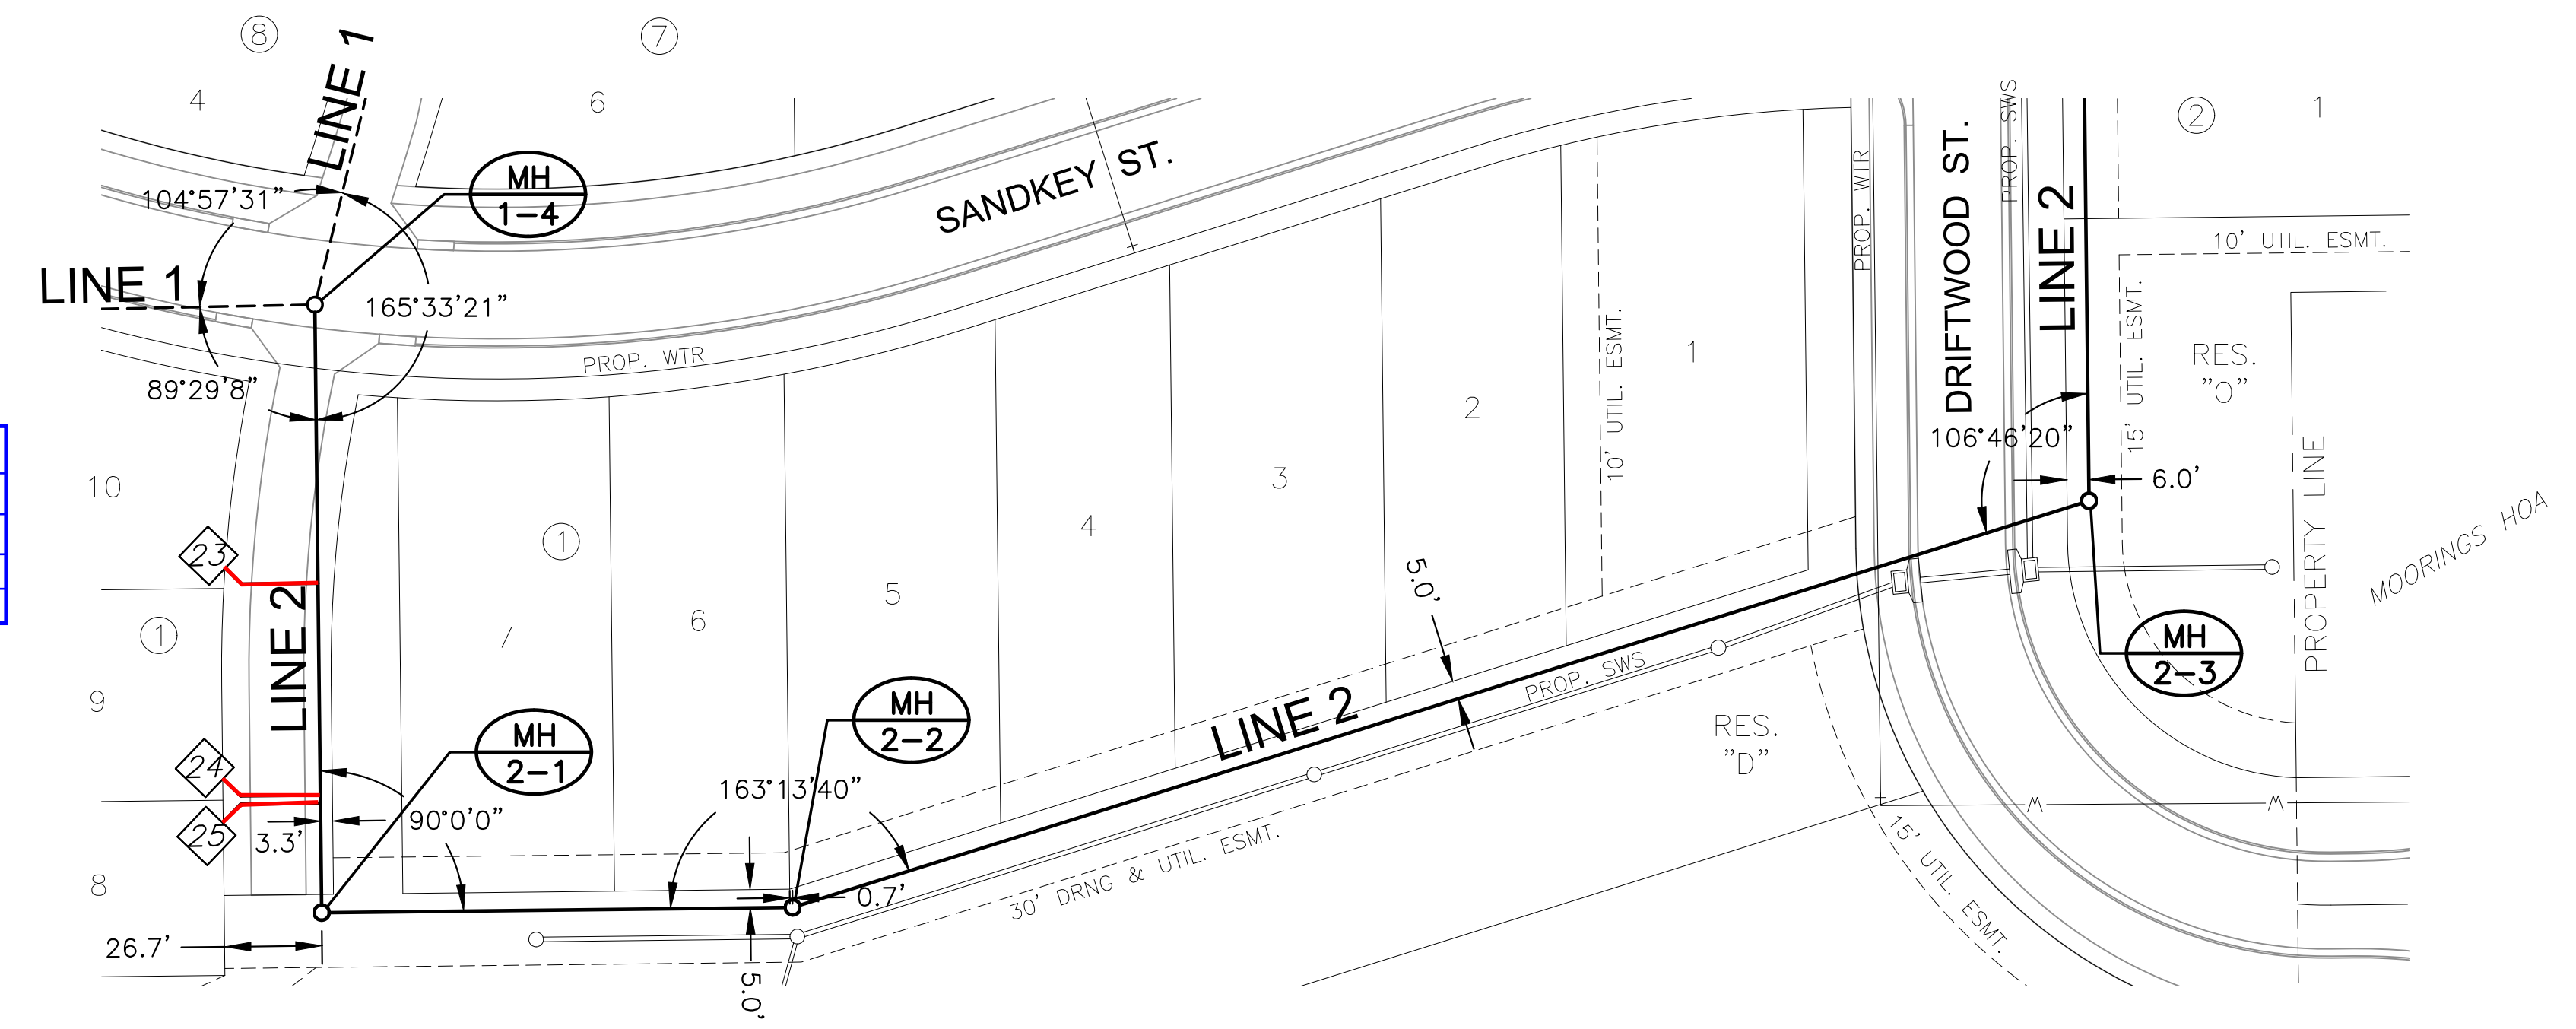 8
7
LINE 1
4
6
2
1
PROP. SWS
MH
1-4
SANDKEY ST.
PROP. WTR
DRIFTWOOD ST.
LINE 2
104°57'31"
10' UTIL. ESMT.
LINE 1
165°33'21"
15' UTIL. ESMT.
PROP. WTR
89°29'8"
1
10' UTIL. ESMT.
RES.
"O"
2
106°46'20"
6.0'
3
10
4
1
PROPERTY LINE
MOORINGS HOA
23
5.0'
5
6
7
1
LINE 2
MH
2-3
PROP. SWS
9
MH
2-2
LINE 2
RES.
"D"
MH
2-1
24
163°13'40"
25
3.3'
90°0'0"
W
W
15' UTIL. ESMT.
8
0.7'
30' DRNG & UTIL. ESMT.
26.7'
5.0'